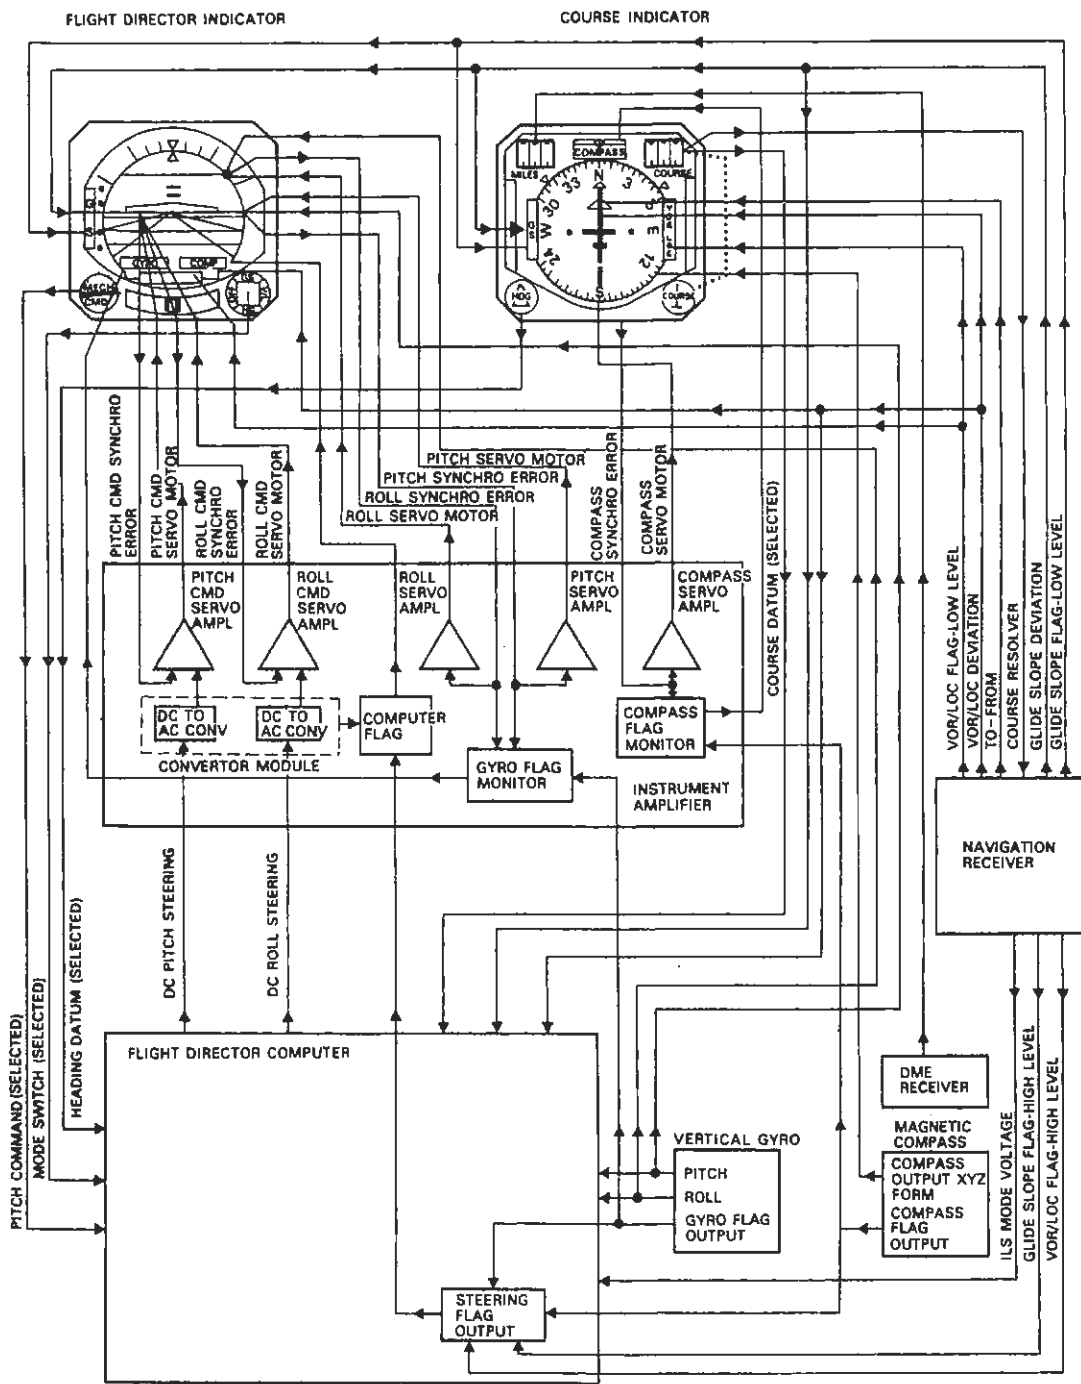 FLIGHT DIRECTOR INDICATOR
COURSE INDICATOR
MILES
COMPASS
COURSE
N
3
E
12
S
24
W
30
33
G
S
GYRO
COMP
CMD
HDG
COURSE
PITCH CMD SYNCHRO
ERROR
PITCH CMD
SERVO MOTOR
ROLL CMD
SYNCHRO
ERROR
ROLL CMD
SERVO MOTOR
PITCH SERVO MOTOR
PITCH SYNCHRO ERROR
ROLL SYNCHRO ERROR
ROLL SERVO MOTOR
COMPASS
SYNCHRO ERROR
COMPASS
SERVO MOTOR
COURSE DATUM (SELECTED)
VOR/LOC FLAG-LOW LEVEL
VOR/LOC DEVIATION
TO-FROM
COURSE RESOLVER
GLIDE SLOPE DEVIATION
GLIDE SLOPE FLAG-LOW LEVEL
PITCH
CMD
SERVO
AMPL
ROLL
CMD
SERVO
AMPL
ROLL
SERVO
AMPL
PITCH
SERVO
AMPL
COMPASS
SERVO
AMPL
DC TO
AC CONV
DC TO
AC CONV
CONVERTOR MODULE
COMPUTER
FLAG
GYRO FLAG
MONITOR
COMPASS
FLAG
MONITOR
INSTRUMENT
AMPLIFIER
NAVIGATION
RECEIVER
PITCH COMMAND (SELECTED)
MODE SWITCH (SELECTED)
HEADING DATUM (SELECTED)
DC PITCH STEERING
DC ROLL STEERING
FLIGHT DIRECTOR COMPUTER
VERTICAL GYRO
PITCH
ROLL
GYRO FLAG
OUTPUT
STEERING
FLAG
OUTPUT
DME
RECEIVER
MAGNETIC
COMPASS
COMPASS
OUTPUT XYZ
FORM
COMPASS
FLAG
OUTPUT
ILS MODE VOLTAGE
GLIDE SLOPE FLAG-HIGH LEVEL
VOR/LOC FLAG-HIGH LEVEL